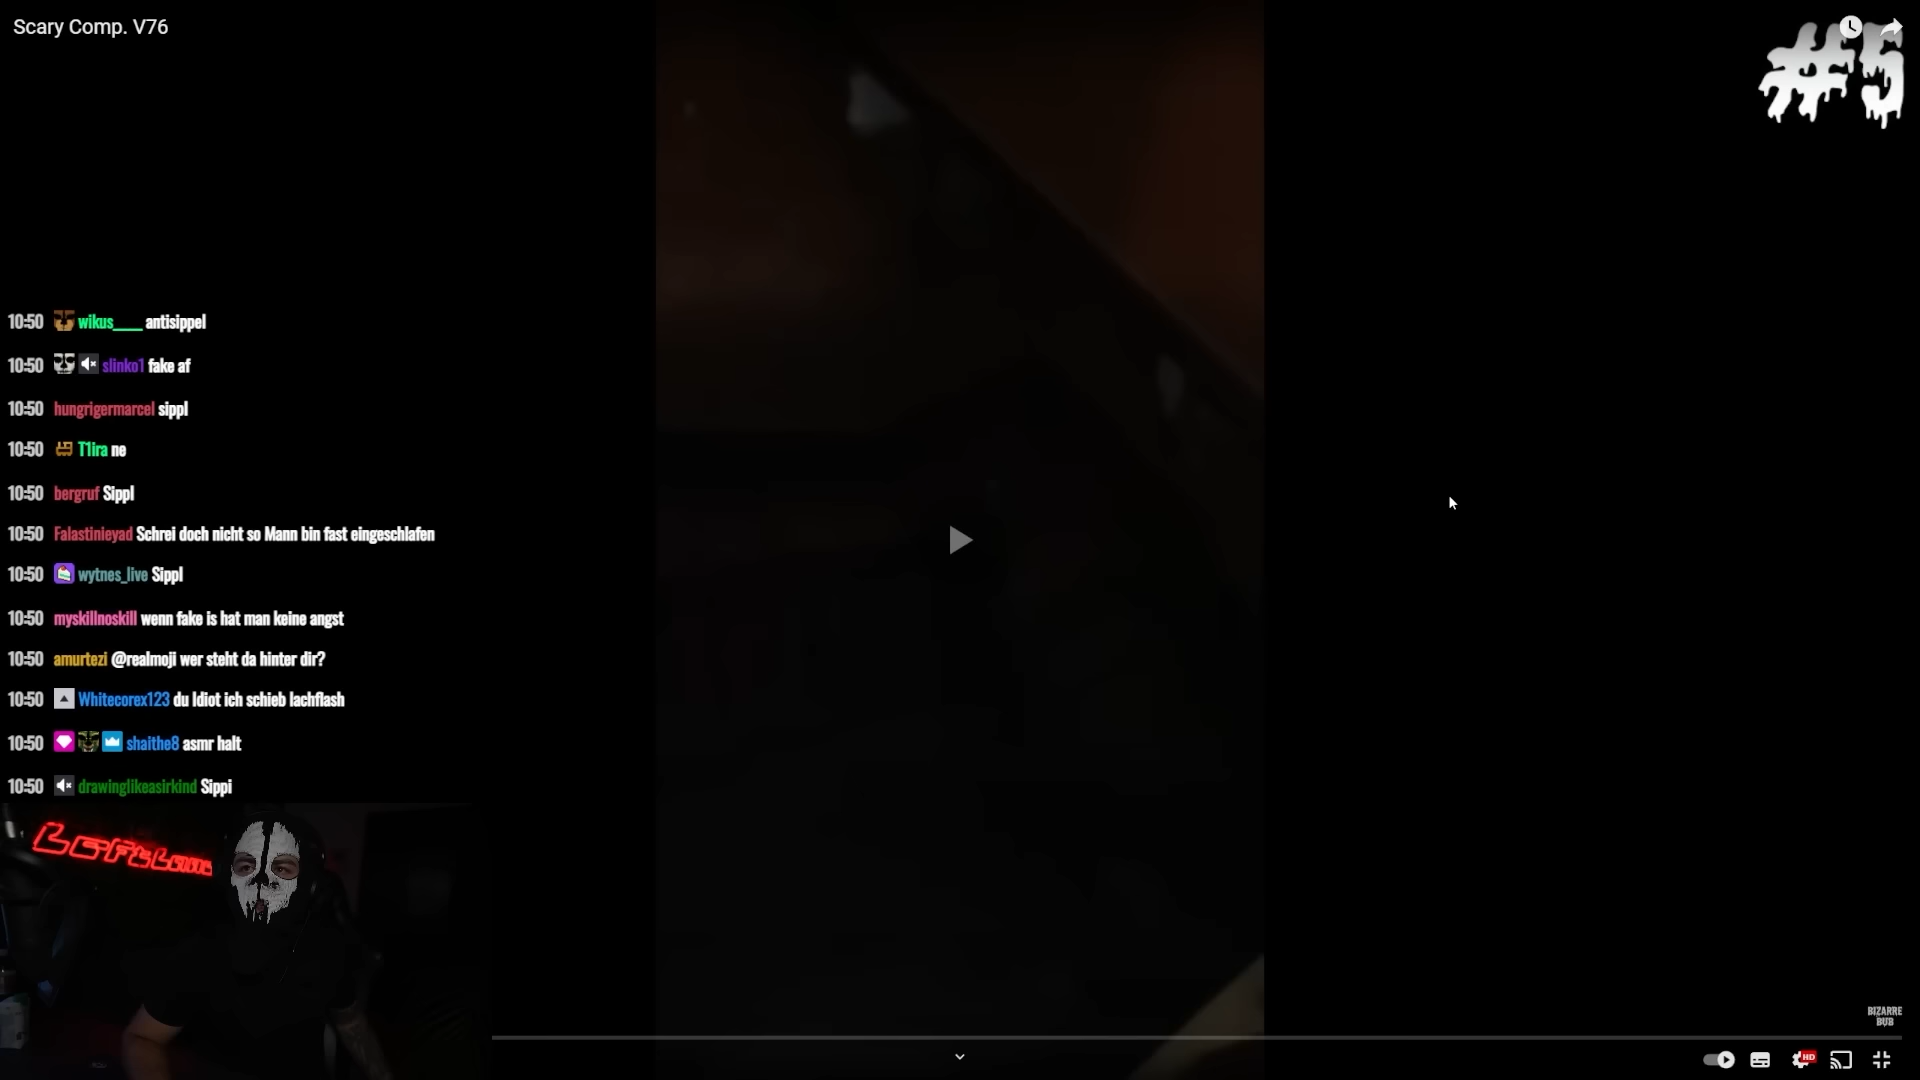 Scary Comp. V76
#5
10:50 wikus____ antisippel
10:50 slinko1 fake af
10:50 hungrigermarcel sippl
10:50 T1ira ne
10:50 bergruf Sippl
10:50 Falastinieyad Schrei doch nicht so Mann bin fast eingeschlafen
10:50 wytnes_live Sippl
10:50 myskillnoskill wenn fake is hat man keine angst
10:50 amurtezi @realmoji wer steht da hinter dir?
10:50 Whitecorex123 du Idiot ich schieb lachflash
10:50 shaithe8 asmr halt
10:50 drawinglikeasirkind Sippi
BIZARRE
BUB
HD